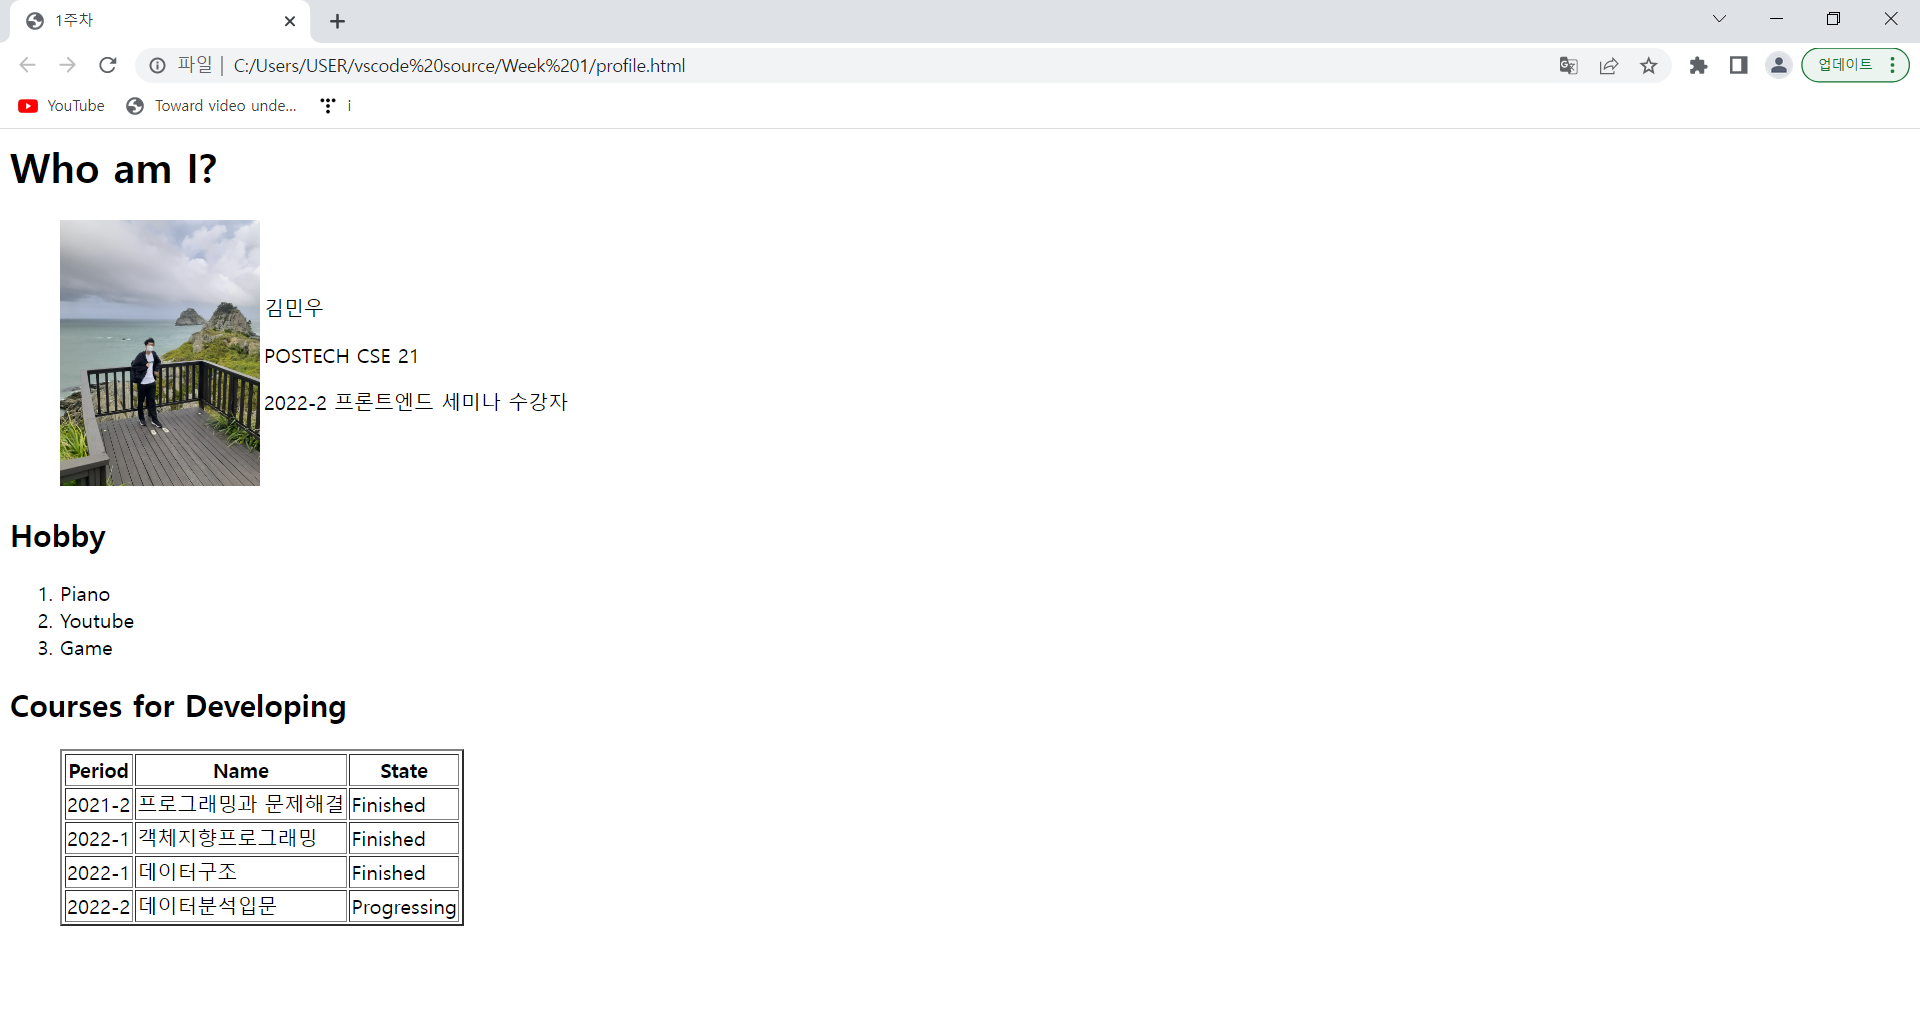 1주차
파일 | C:/Users/USER/vscode%20source/Week%201/profile.html
업데이트
YouTube
Toward video unde...
i
Who am I?
김민우
POSTECH CSE 21
2022-2 프론트엔드 세미나 수강자
Hobby
1. Piano
2. Youtube
3. Game
Courses for Developing
Period Name State
2021-2 프로그래밍과 문제해결 Finished
2022-1 객체지향프로그래밍 Finished
2022-1 데이터구조 Finished
2022-2 데이터분석입문 Progressing